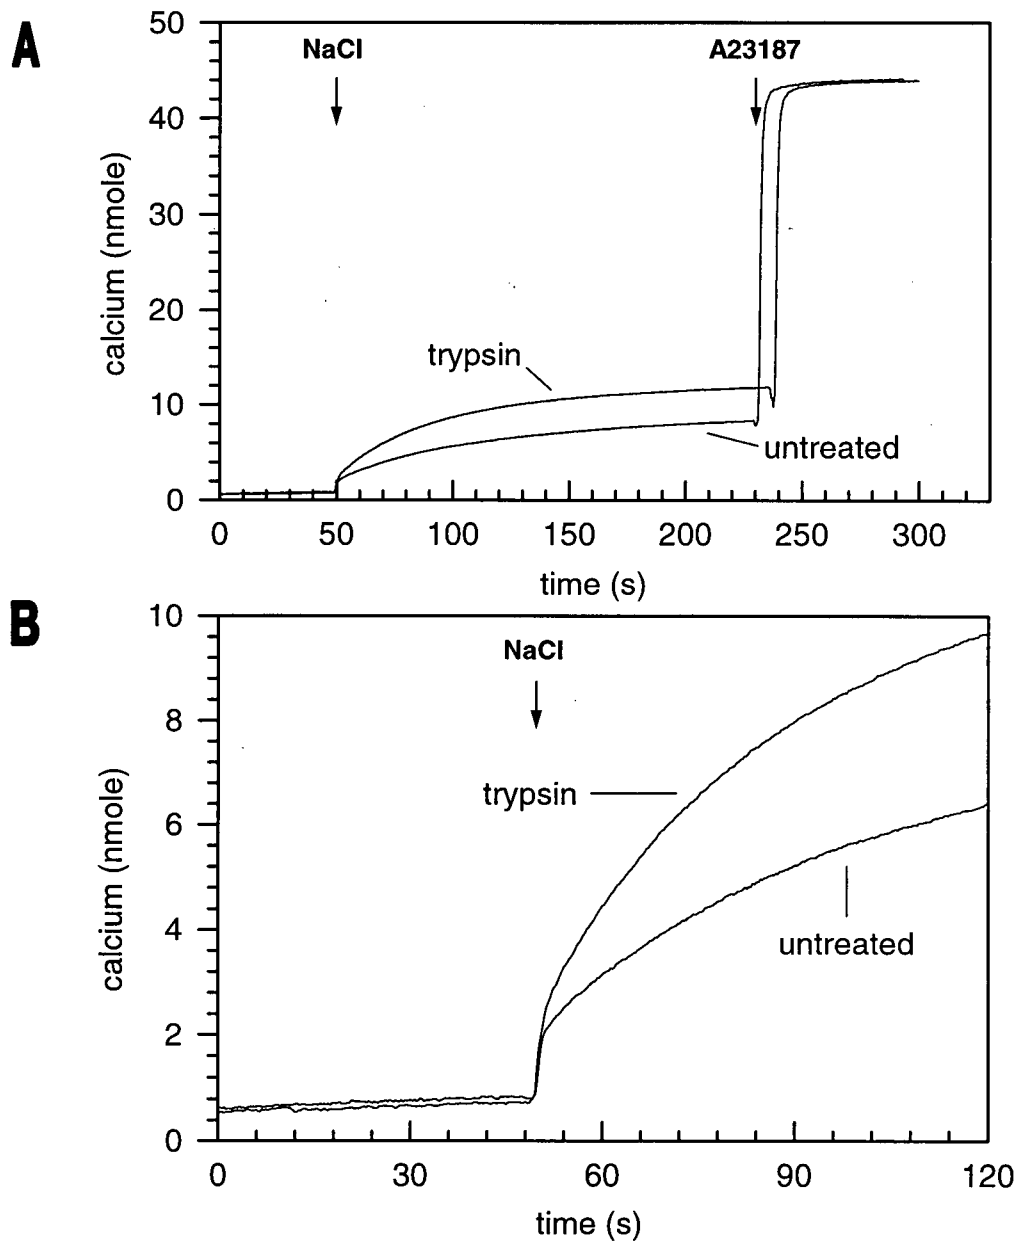 A
50
NaCl
A23187
40
30
calcium (nmole)
20
trypsin
10
untreated
0
0 50 100 150 200 250 300
time (s)
B
10
NaCl
8
trypsin
6
calcium (nmole)
4
untreated
2
0
0 30 60 90 120
time (s)